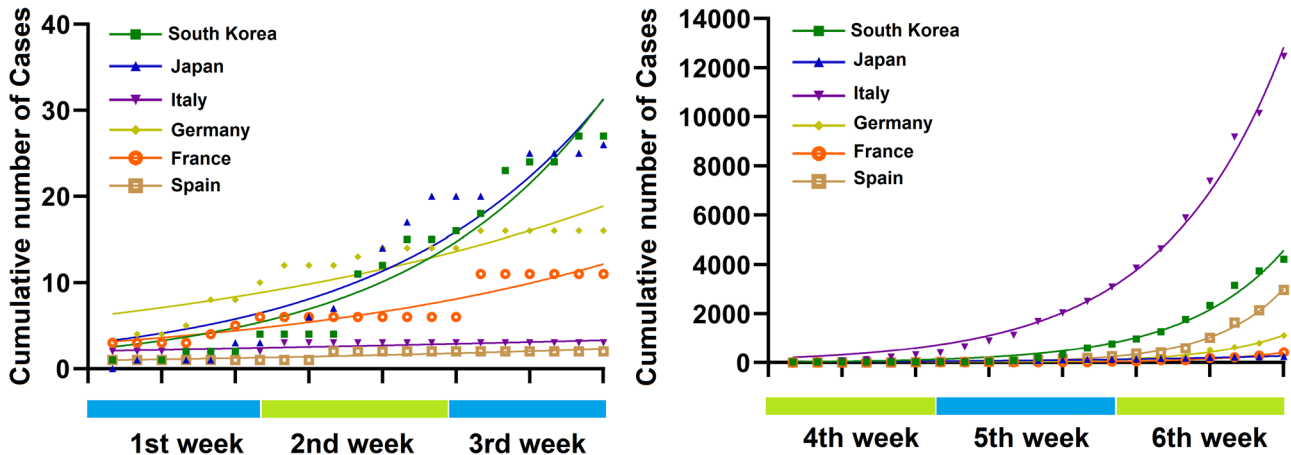 Cumulative number of Cases
40
30
20
10
0
South Korea
Japan
Italy
Germany
France
Spain
1st week
2nd week
3rd week
Cumulative number of Cases
14000
12000
10000
8000
6000
4000
2000
0
South Korea
Japan
Italy
Germany
France
Spain
4th week
5th week
6th week